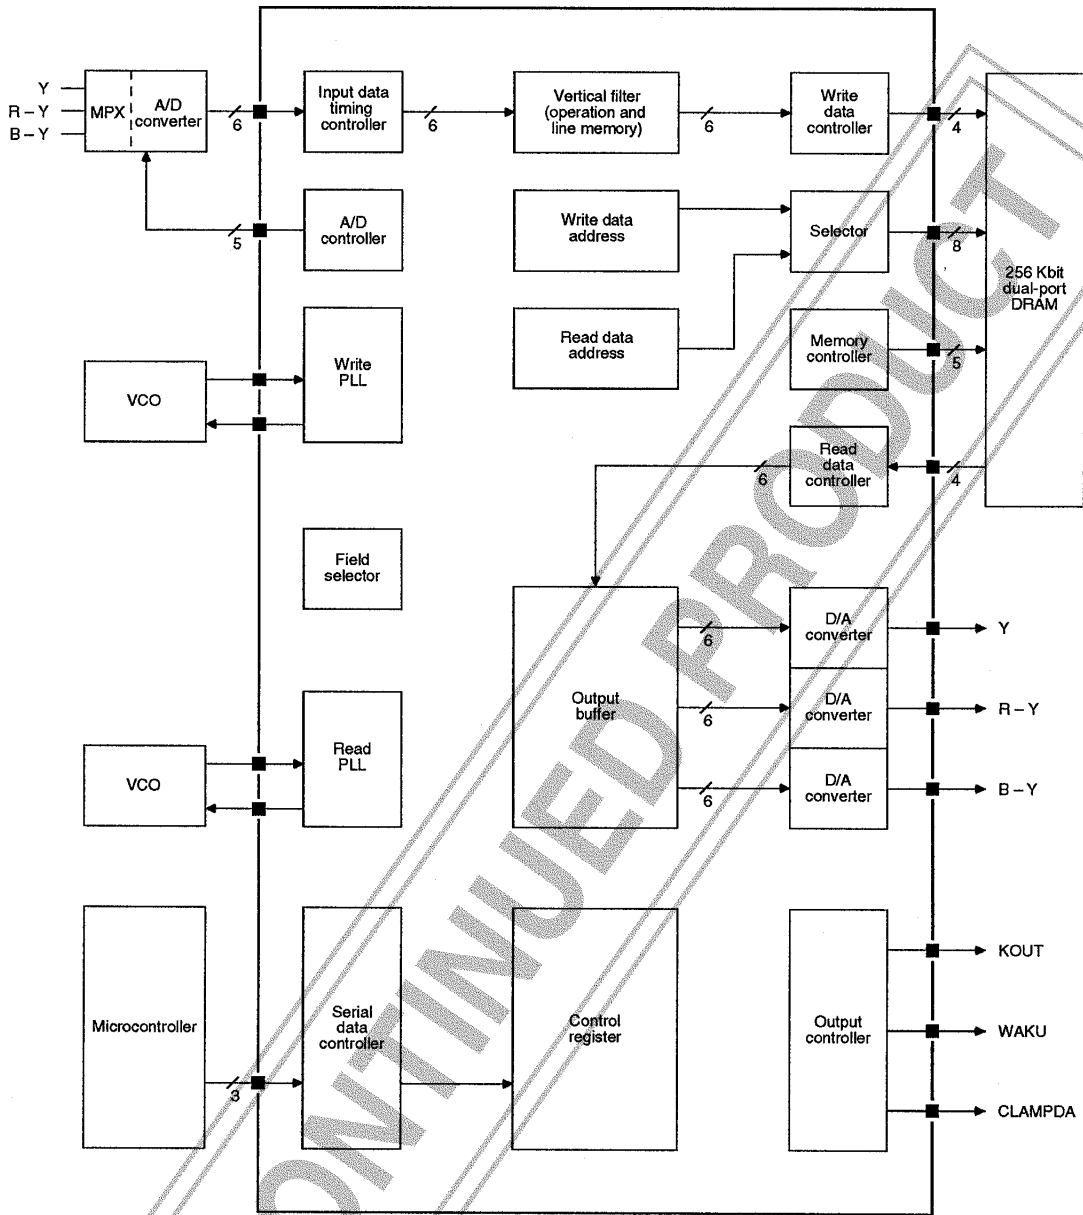 Y
R – Y
B – Y
MPX
A/D
converter
6
Input data
timing
controller
6
Vertical filter
(operation and
line memory)
6
Write
data
controller
4
A/D
controller
5
Write data
address
Selector
8
256 Kbit
dual-port
DRAM
Read data
address
Memory
controller
5
VCO
Write
PLL
Read
data
controller
6
4
Field
selector
Output
buffer
6
D/A
converter
Y
6
D/A
converter
R – Y
6
D/A
converter
B – Y
VCO
Read
PLL
Microcontroller
3
Serial
data
controller
Control
register
Output
controller
KOUT
WAKU
CLAMPDA
ONTINUED PRODUCT